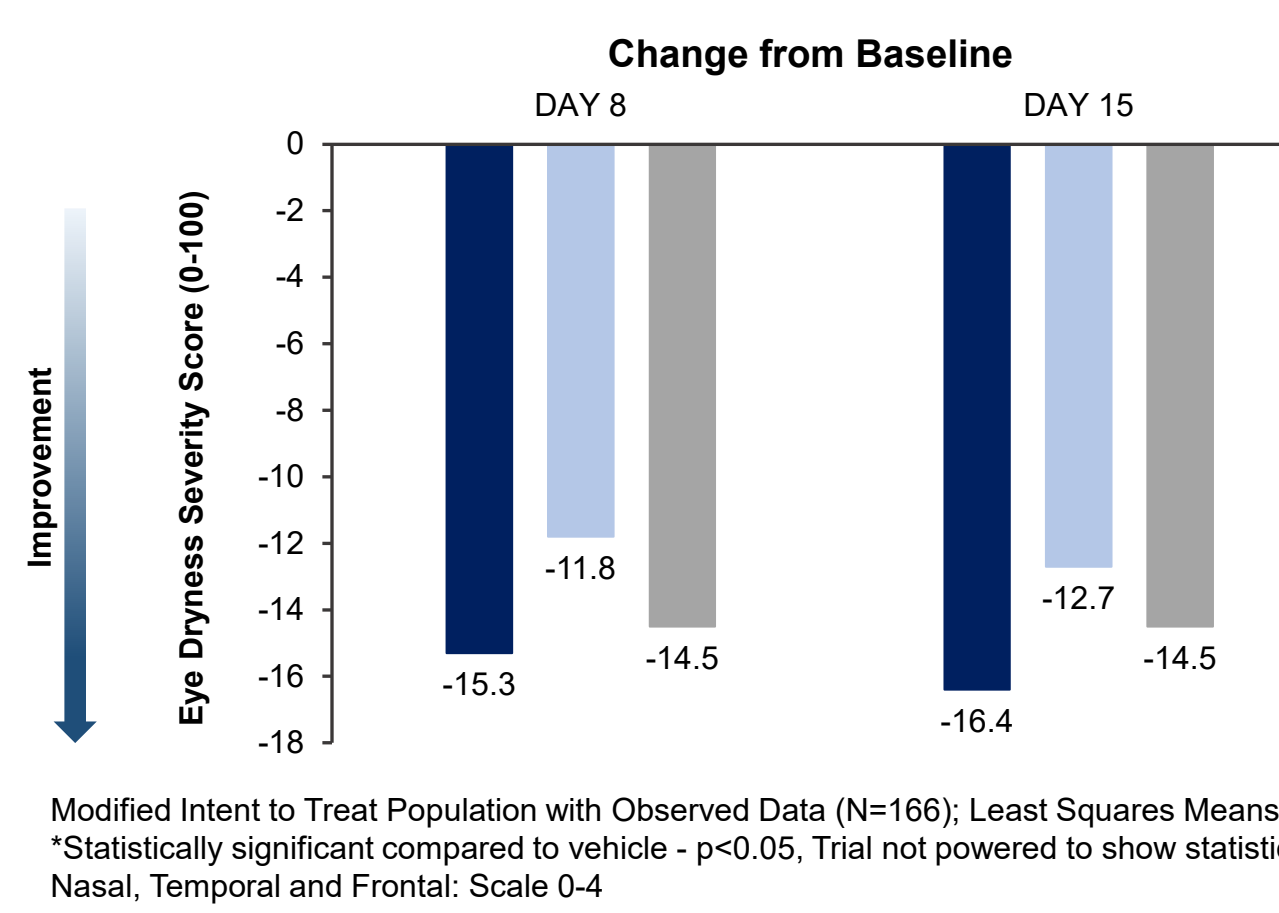 Change from Baseline
DAY 8
DAY 15
Improvement
Eye Dryness Severity Score (0-100)
0
-2
-4
-6
-8
-10
-12
-14
-16
-18
-15.3
-11.8
-14.5
-16.4
-12.7
-14.5
Modified Intent to Treat Population with Observed Data (N=166); Least Squares Means
*Statistically significant compared to vehicle - p<0.05, Trial not powered to show
Nasal, Temporal and Frontal: Scale 0-4